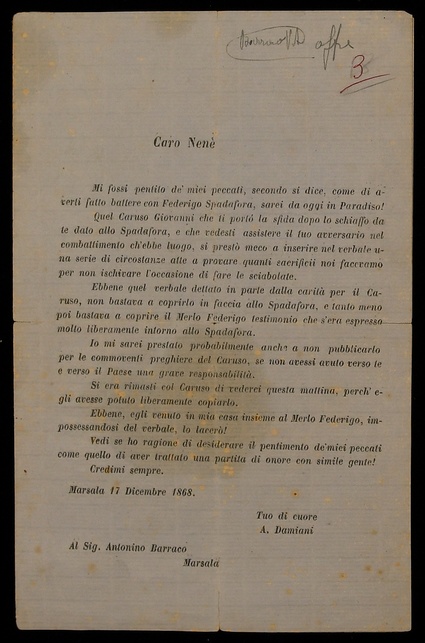 offre
B
Caro Nenè
Mi fossi pentito de' miei peccati, secondo si dice, come di a-
verti fatto battere con Federigo Spadafora, sarei da oggi in Paradiso!
Quel Caruso Giovanni che ti portò la sfida dopo lo schiaffo da
te dato allo Spadafora, e che vedesti assistere il tuo avversario nel
combattimento ch'ebbe luogo, si prestò meco a inserire nel verbale u-
na serie di circostanze atte a provare quanti sacrificii noi facevamo
per non ischivare l'occasione di fare le sciabolate.
Ebbene quel verbale dettato in parte dalla carità per il Ca-
ruso, non bastava a coprirlo in faccia allo Spadafora, e tanto meno
poi bastava a coprire il Merlo Federigo testimonio che s'era espresso
molto liberamente intorno allo Spadafora.
Io mi sarei prestato probabilmente anche a non pubblicarlo
per le commoventi preghiere del Caruso, se non avessi avuto verso te
e verso il Paese una grave responsabilità.
Si era rimasti col Caruso di vederci questa mattina, perch' e-
gli avesse potuto liberamente copiarlo.
Ebbene, egli venuto in mia casa insieme al Merlo Federigo, im-
possessandosi del verbale, lo lacerò!
Vedi se ho ragione di desiderare il pentimento de'miei peccati
come quello di aver trattato una partita di onore con simile gente!
Credimi sempre.
Marsala 17 Dicembre 1868.
Tuo di cuore
A. Damiani
Al Sig. Antonino Barraco
Marsala